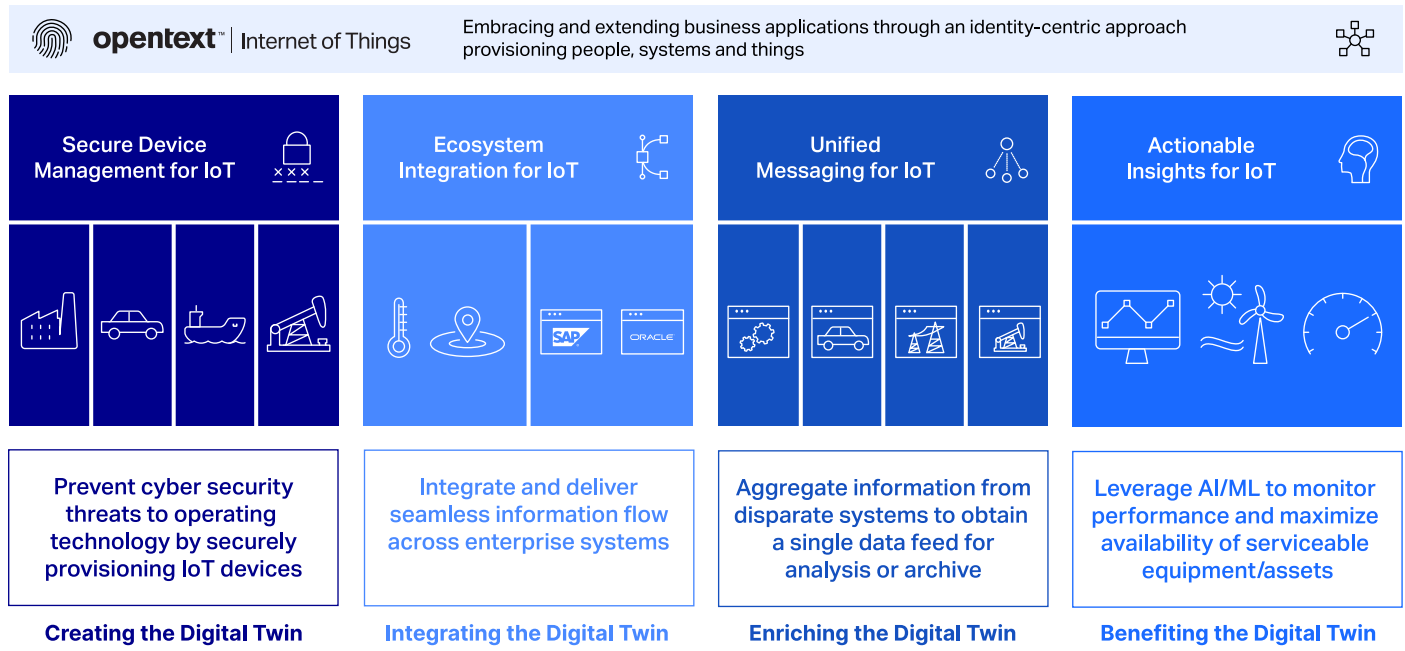 opentext™ | Internet of Things
Embracing and extending business applications through an identity-centric approach
provisioning people, systems and things
Secure Device
Management for IoT
×××
Ecosystem
Integration for IoT
Unified
Messaging for IoT
Actionable
Insights for IoT
SAP
ORACLE
Prevent cyber security
threats to operating
technology by securely
provisioning IoT devices
Integrate and deliver
seamless information flow
across enterprise systems
Aggregate information from
disparate systems to obtain
a single data feed for
analysis or archive
Leverage AI/ML to monitor
performance and maximize
availability of serviceable
equipment/assets
Creating the Digital Twin
Integrating the Digital Twin
Enriching the Digital Twin
Benefiting the Digital Twin